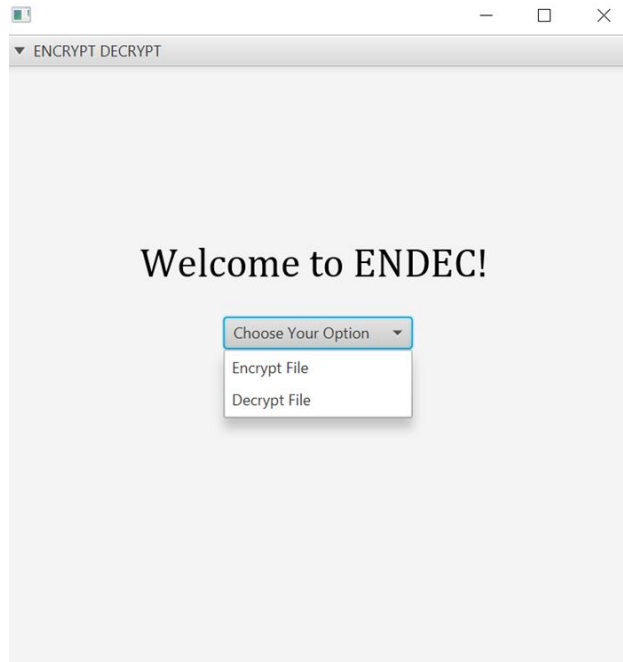 ENCRYPT DECRYPT
Welcome to ENDEC!
Choose Your Option
Encrypt File
Decrypt File